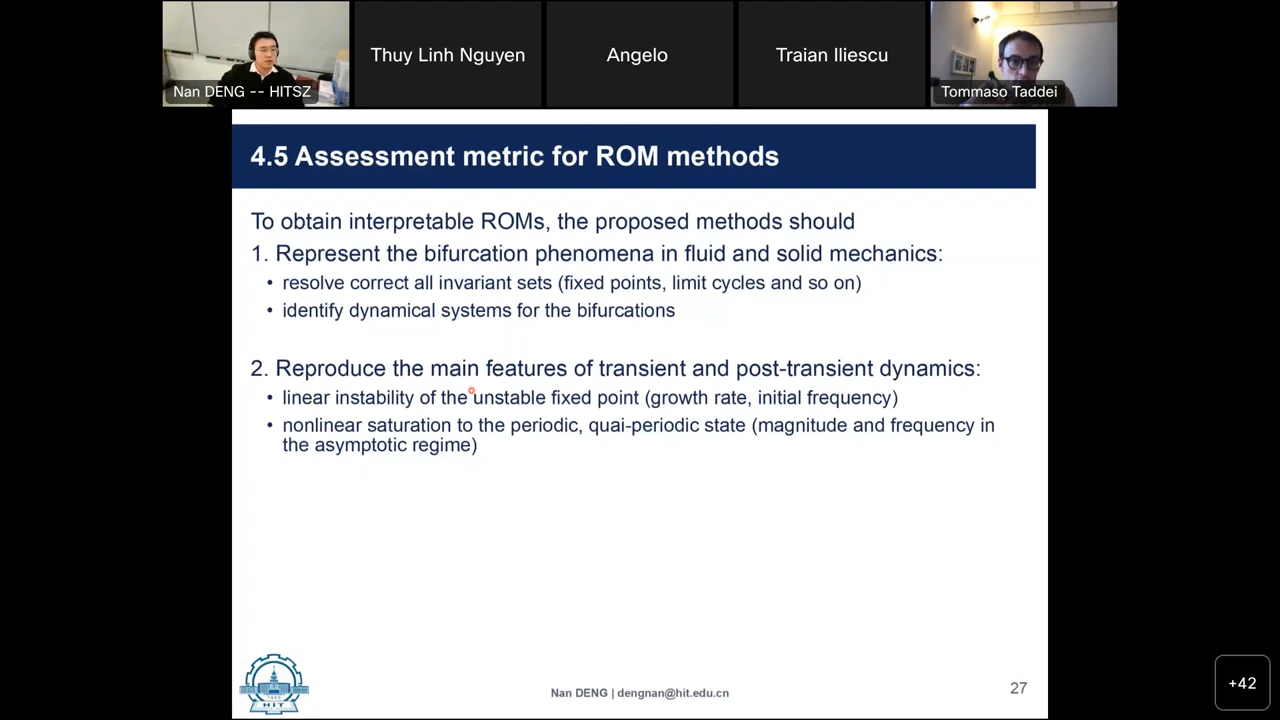 Nan DENG -- HITSZ
Thuy Linh Nguyen
Angelo
Traian Iliescu
Tommaso Taddei
4.5 Assessment metric for ROM methods
To obtain interpretable ROMs, the proposed methods should
1. Represent the bifurcation phenomena in fluid and solid mechanics:
• resolve correct all invariant sets (fixed points, limit cycles and so on)
• identify dynamical systems for the bifurcations
2. Reproduce the main features of transient and post-transient dynamics:
• linear instability of the unstable fixed point (growth rate, initial frequency)
• nonlinear saturation to the periodic, quai-periodic state (magnitude and frequency in
the asymptotic regime)
HIT
Nan DENG | dengnan@hit.edu.cn
27
+42